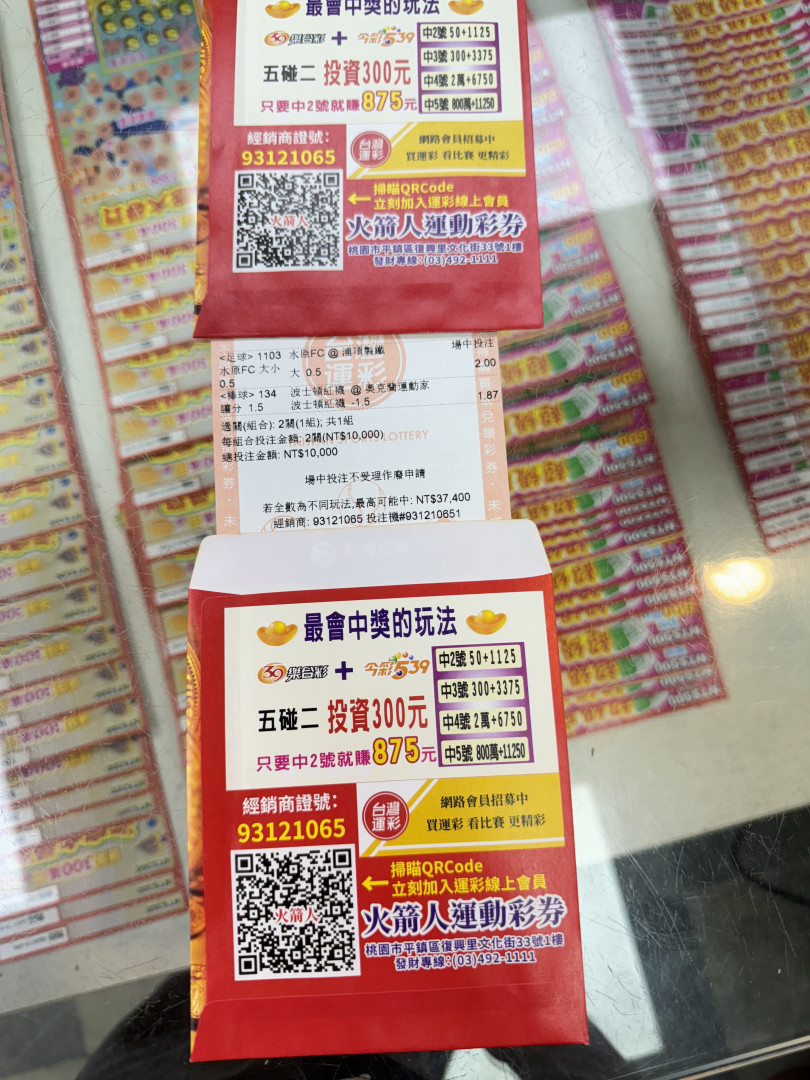 最會中獎的玩法
39樂合彩 + 今彩539
五碰二 投資300元
只要中2號就賺875元
中2號 50+1125
中3號 300+3375
中4號 2萬+6750
中5號 800萬+11250
經銷商證號:
93121065
台灣
運彩
網路會員招募中
買運彩 看比賽 更精彩
←掃瞄QRCode
立刻加入運彩線上會員
火箭人
火箭人運動彩券
桃園市平鎮區復興里文化街33號1樓
發財專線:(03)492-1111
台灣
運彩
<足球> 1103 水原FC @ 浦項製鐵 場中投注
水原FC 大小 大 0.5 2.00
0.5
<棒球> 134 波士頓紅襪 @ 奧克蘭運動家 1.87
讓分 1.5 波士頓紅襪 -1.5
過關(組合): 2關(1組); 共1組
每組合投注金額: 2關(NT$10,000)
LOTTERY
總投注金額: NT$10,000
場中投注不受理作廢申請
若全數為不同玩法,最高可能中: NT$37,400
經銷商: 93121065 投注機#931210651
最會中獎的玩法
39樂合彩 + 今彩539
五碰二 投資300元
只要中2號就賺875元
中2號 50+1125
中3號 300+3375
中4號 2萬+6750
中5號 800萬+11250
經銷商證號:
93121065
台灣
運彩
網路會員招募中
買運彩 看比賽 更精彩
←掃瞄QRCode
立刻加入運彩線上會員
火箭人
火箭人運動彩券
桃園市平鎮區復興里文化街33號1樓
發財專線:(03)492-1111